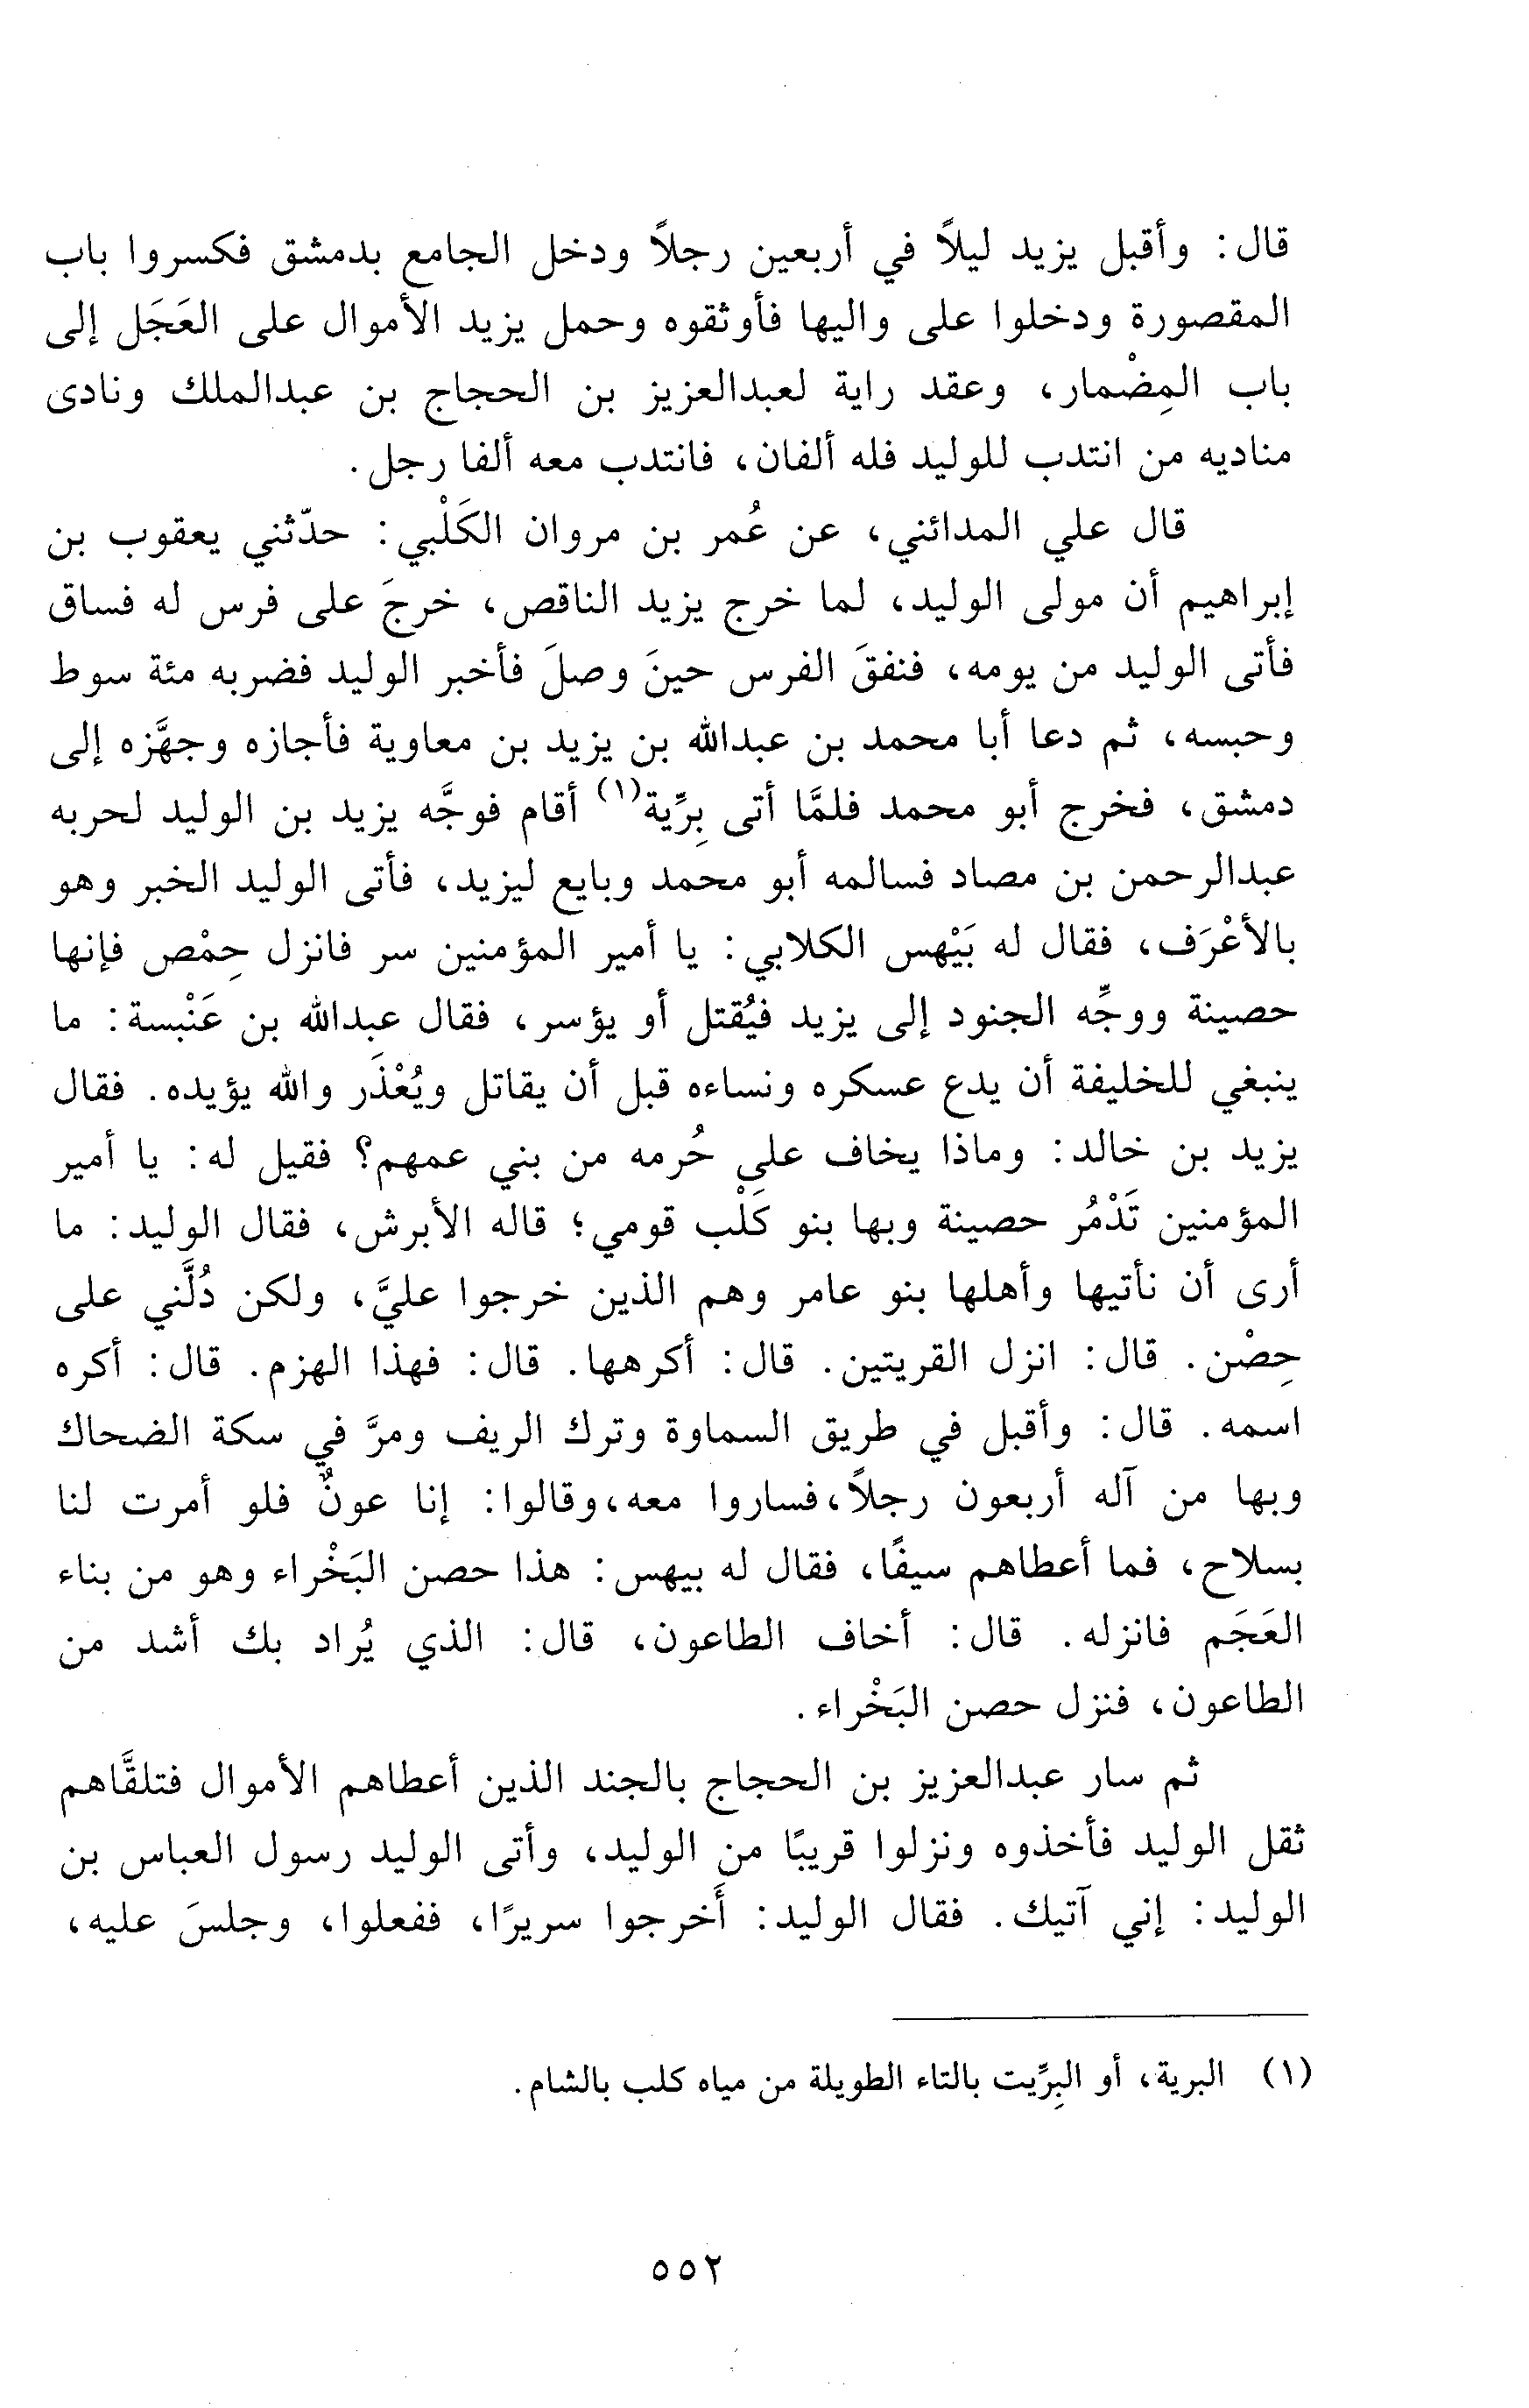 قال: وأقبل يزيد ليلاً في أربعين رجلاً ودخل الجامع بدمشق فكسروا باب
المقصورة ودخلوا على واليها فأوثقوه وحمل يزيد الأموال على العَجَل إلى
باب المِضْمار، وعقد راية لعبدالعزيز بن الحجاج بن عبدالملك ونادى
مناديه من انتدب للوليد فله ألفان، فانتدب معه ألفا رجل.
قال علي المدائني، عن عُمر بن مروان الكَلْبي: حدّثني يعقوب بن
إبراهيم أن مولى الوليد، لما خرج يزيد الناقص، خرجَ على فرس له فساق
فأتى الوليد من يومه، فنفقَ الفرس حينَ وصلَ فأخبر الوليد فضربه مئة سوط
وحبسه، ثم دعا أبا محمد بن عبدالله بن يزيد بن معاوية فأجازه وجهَّزه إلى
دمشق، فخرج أبو محمد فلمَّا أتى بِرِّية(١) أقام فوجَّه يزيد بن الوليد لحربه
عبدالرحمن بن مصاد فسالمه أبو محمد وبايع ليزيد، فأتى الوليد الخبر وهو
بالأعْرَف، فقال له بَيْهس الكلابي: يا أمير المؤمنين سر فانزل حِمْص فإنها
حصينة ووجِّه الجنود إلى يزيد فيُقتل أو يؤسر، فقال عبدالله بن عَنْبسة: ما
ينبغي للخليفة أن يدع عسكره ونساءه قبل أن يقاتل ويُعْذَر والله يؤيده. فقال
يزيد بن خالد: وماذا يخاف على حُرمه من بني عمهم؟ فقيل له: يا أمير
المؤمنين تَدْمُر حصينة وبها بنو كَلْب قومي؛ قاله الأبرش، فقال الوليد: ما
أرى أن نأتيها وأهلها بنو عامر وهم الذين خرجوا عليَّ، ولكن دُلَّني على
حِصْن. قال: انزل القريتين. قال: أكرهها. قال: فهذا الهزم. قال: أكره
اسمه. قال: وأقبل في طريق السماوة وترك الريف ومرَّ في سكة الضحاك
وبها من آله أربعون رجلاً،فساروا معه،وقالوا: إنا عونٌ فلو أمرت لنا
بسلاح، فما أعطاهم سيفًا، فقال له بيهس: هذا حصن البَخْراء وهو من بناء
العَجَم فانزله. قال: أخاف الطاعون، قال: الذي يُراد بك أشد من
الطاعون، فنزل حصن البَخْراء.
ثم سار عبدالعزيز بن الحجاج بالجند الذين أعطاهم الأموال فتلقَّاهم
ثقل الوليد فأخذوه ونزلوا قريبًا من الوليد، وأتى الوليد رسول العباس بن
الوليد: إني آتيك. فقال الوليد: أَخرجوا سريرًا، ففعلوا، وجلسَ عليه،
(١) البرية، أو البِرِّيت بالتاء الطويلة من مياه كلب بالشام.
٥٥٢